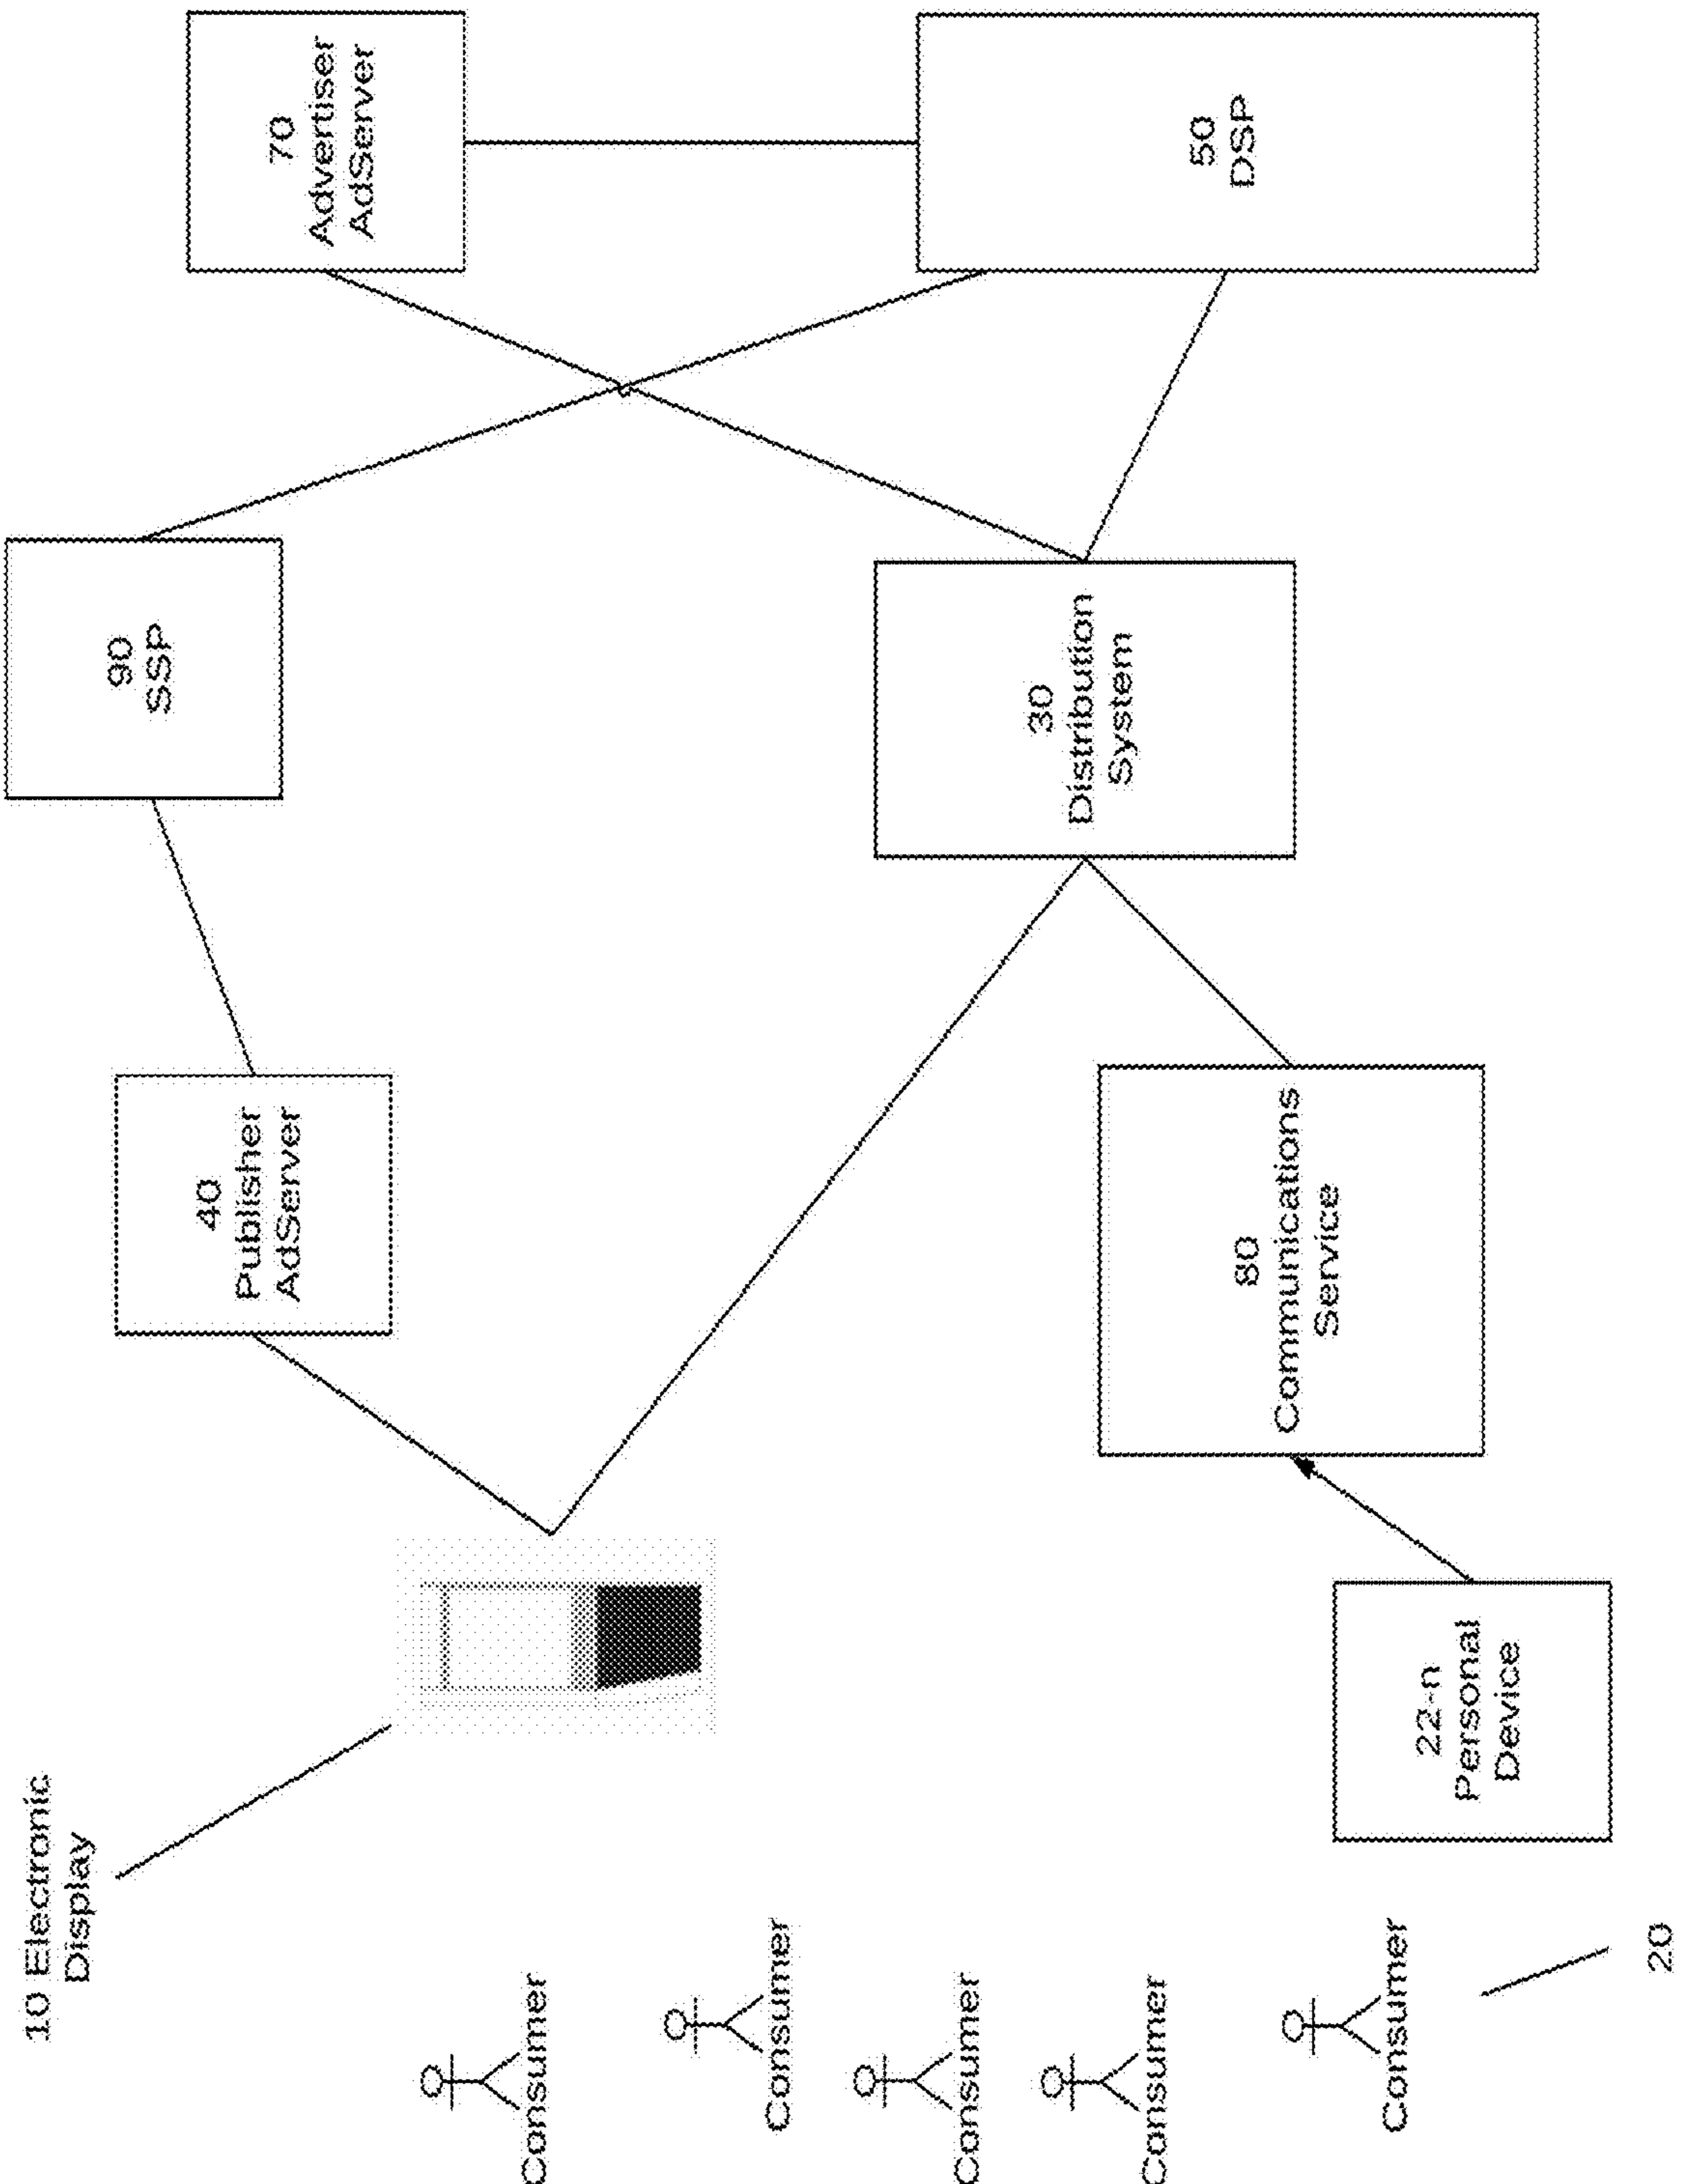 10 Electronic
Display
40
Publisher
AdServer
90
SSP
70
Advertiser
AdServer
Consumer
Consumer
Consumer
Consumer
Consumer
20
22-n
Personal
Device
80
Communications
Service
30
Distribution
System
50
DSP